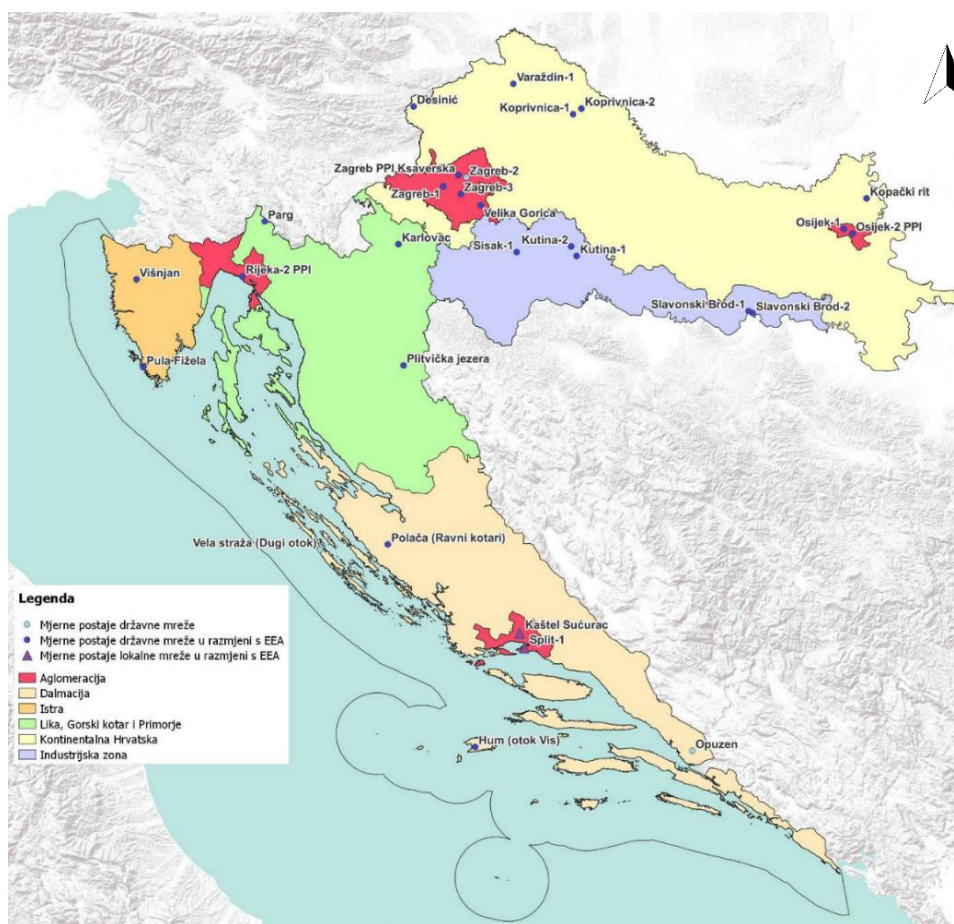 Varaždin-1
Desinić
Koprivnica-1
Koprivnica-2
Zagreb PPI Ksaverska
Zagreb-2
Zagreb-1
Zagreb-3
Velika Gorica
Kopački rit
Osijek-1
Osijek-2 PPI
Parg
Karlovac
Sisak-1
Kutina-2
Kutina-1
Rijeka-2 PPI
Višnjan
Slavonski Brod-1
Slavonski Brod-2
Pula Fižela
Plitvička jezera
Vela straža (Dugi otok)
Polača (Ravni kotari)
Kaštel Sućurac
Split-1
Hum (otok Vis)
Opuzen
Legenda
Mjerne postaje državne mreže
Mjerne postaje državne mreže u razmjeni s EEA
Mjerne postaje lokalne mreže u razmjeni s EEA
Aglomeracija
Dalmacija
Istra
Lika, Gorski kotar i Primorje
Kontinentalna Hrvatska
Industrijska zona